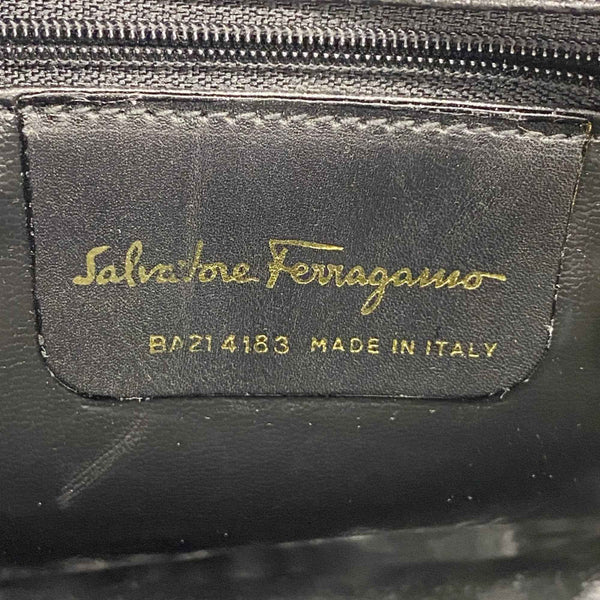 Salvatore Ferragamo
BA21 4183 MADE IN ITALY